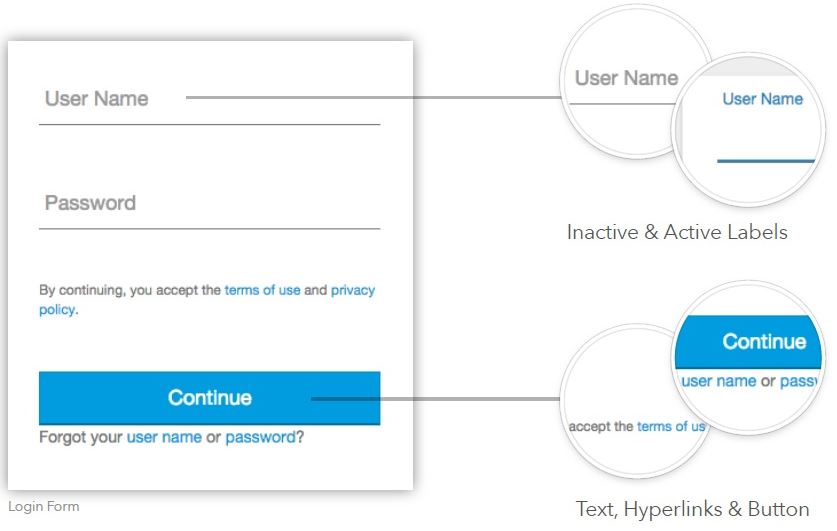 User Name
Password
By continuing, you accept the terms of use and privacy
policy.
Continue
Forgot your user name or password?
Login Form
User Name
User Name
Inactive & Active Labels
Continue
user name or passw
accept the terms of us
Text, Hyperlinks & Button